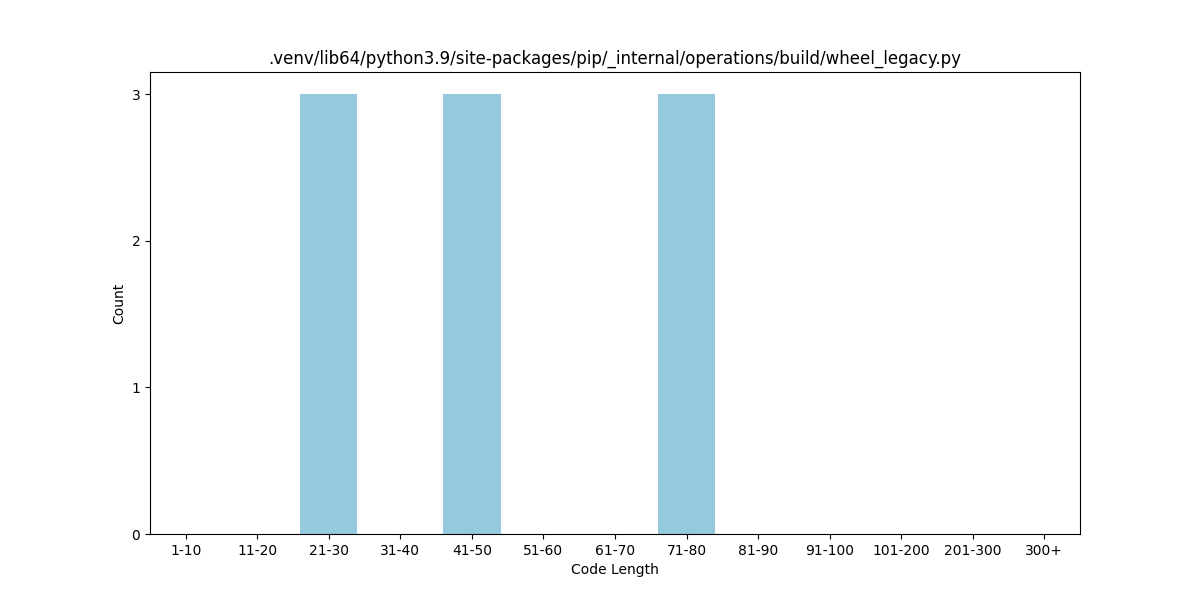 .venv/lib64/python3.9/site-packages/pip/_internal/operations/build/wheel_legacy.py
3
2
1
0
Count
1-10 11-20 21-30 31-40 41-50 51-60 61-70 71-80 81-90 91-100 101-200 201-300 300+
Code Length